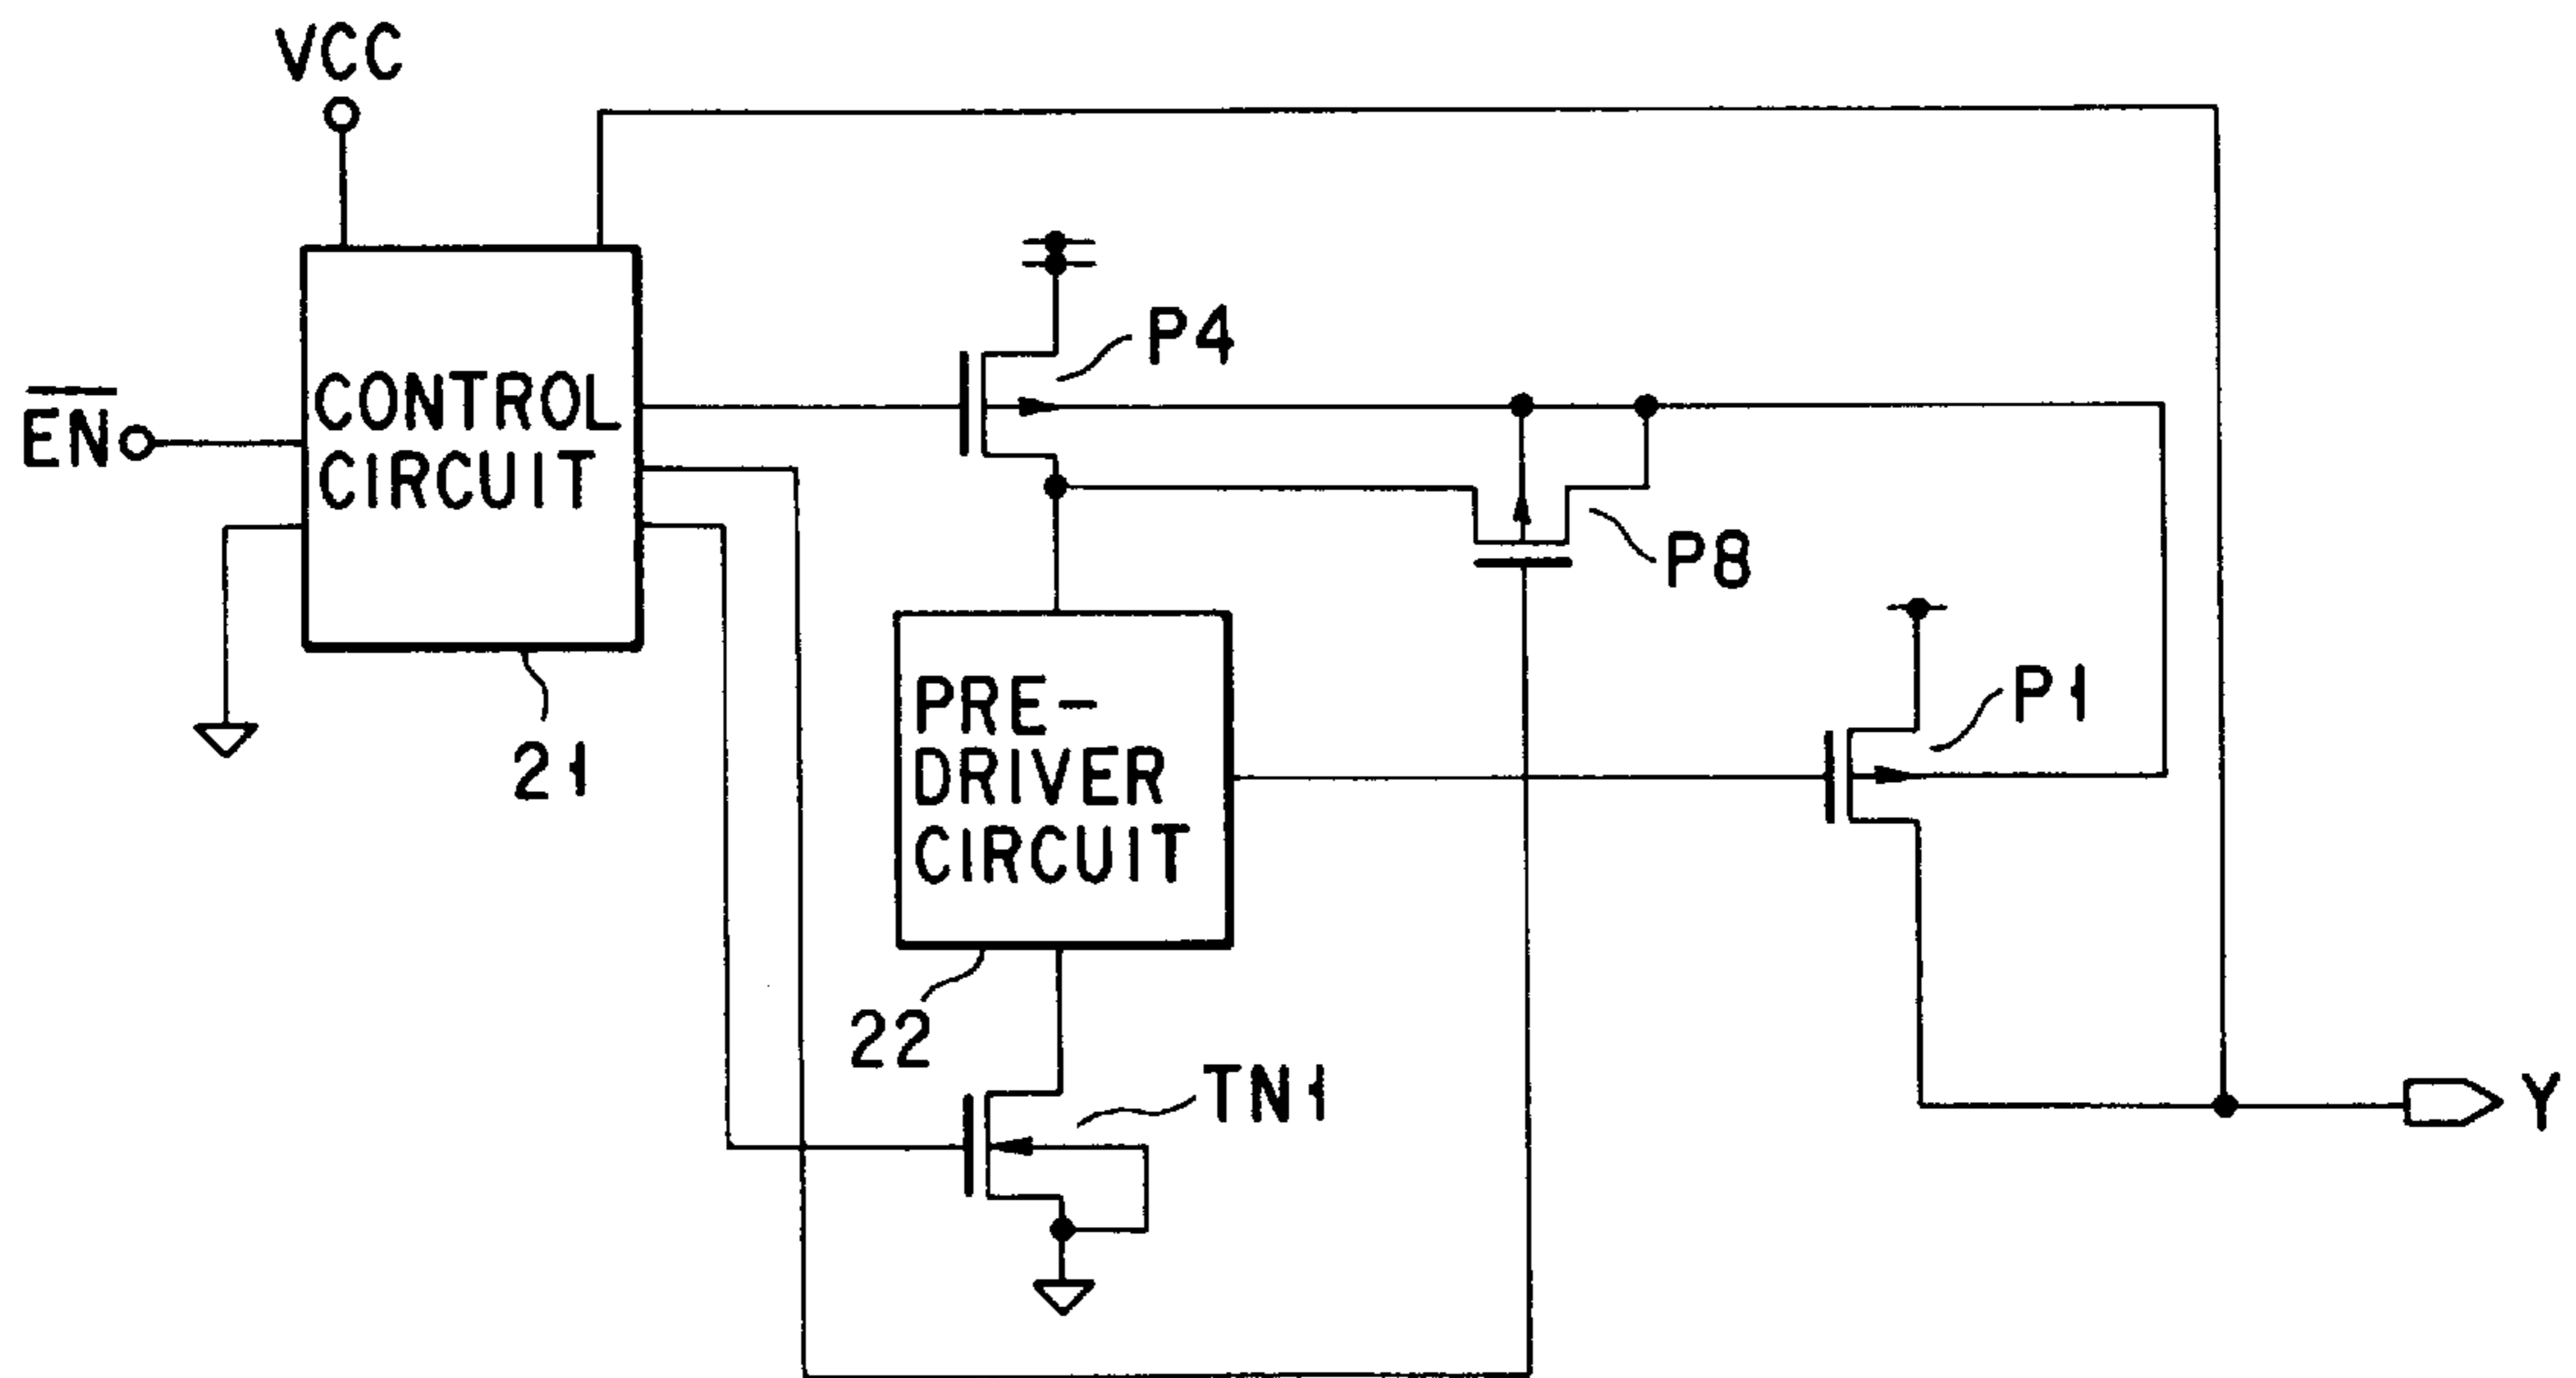 VCC
P4
EN
CONTROL
CIRCUIT
P8
P1
21
PRE-
DRIVER
CIRCUIT
22
TN1
Y